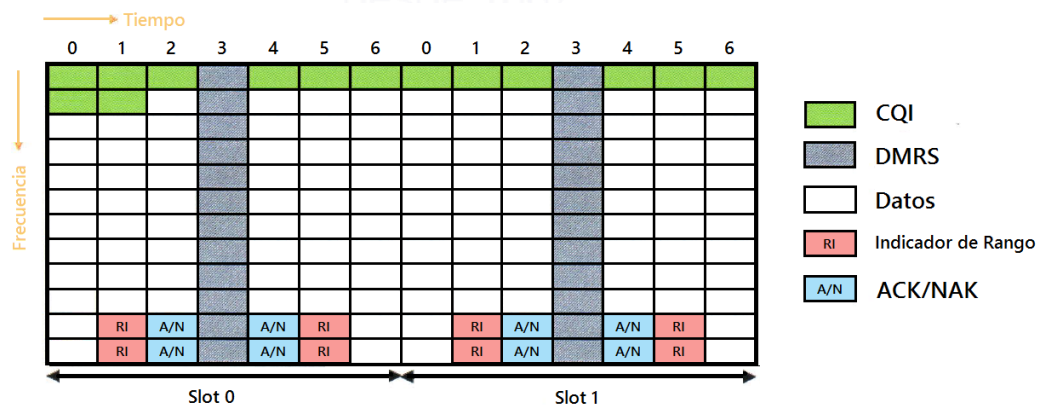 Tiempo
0 1 2 3 4 5 6 0 1 2 3 4 5 6
Frecuencia
CQI
DMRS
Datos
RI Indicador de Rango
A/N ACK/NAK
RI A/N A/N RI RI A/N A/N RI
RI A/N A/N RI RI A/N A/N RI
Slot 0 Slot 1